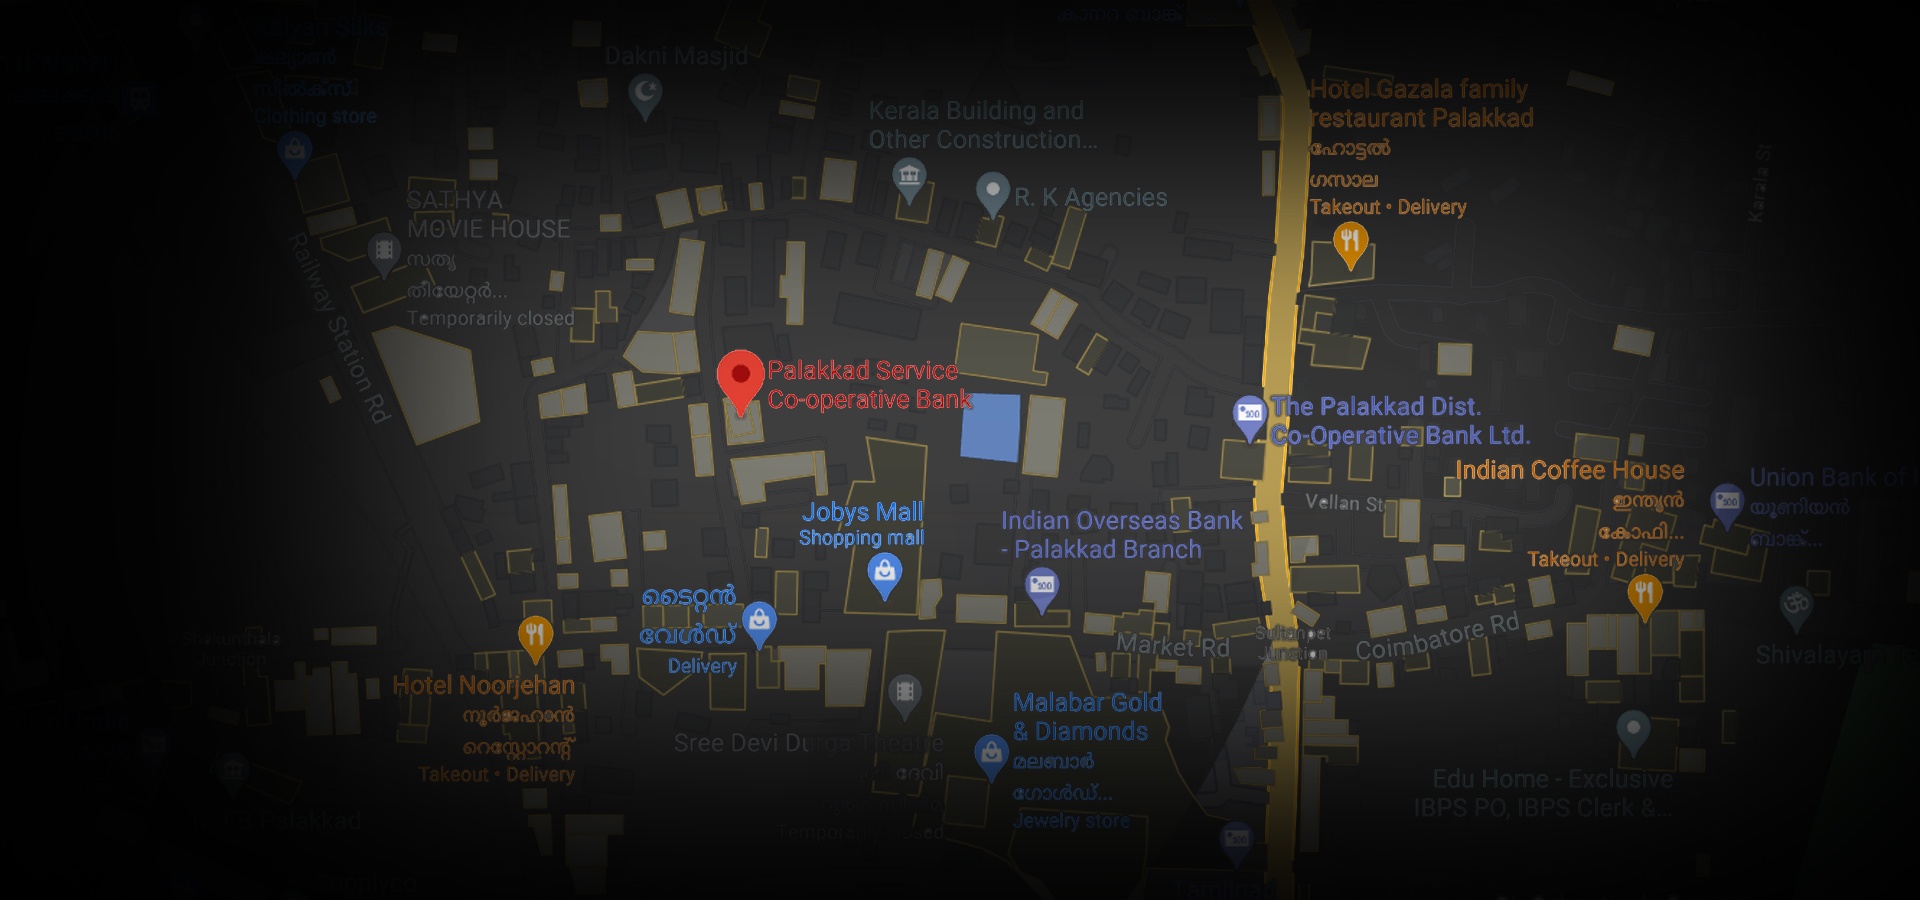 Dakni Masjid
Clothing store
Kerala Building and
Other Construction...
R. K Agencies
Hotel Gazala family
restaurant Palakkad
ഹോട്ടൽ
ഗസാല
Takeout • Delivery
Karala St
SATHYA
MOVIE HOUSE
സത്യ
തീയേറ്റർ...
Temporarily closed
Railway Station Rd
Palakkad Service
Co-operative Bank
The Palakkad Dist.
Co-Operative Bank Ltd.
Indian Coffee House
ഇന്ത്യൻ
കോഫി...
Takeout • Delivery
Union Bank of
യൂണിയൻ
ബാങ്ക്...
Vellan St
Jobys Mall
Shopping mall
Indian Overseas Bank
- Palakkad Branch
ടൈറ്റൻ
വേൾഡ്
Delivery
Market Rd
Sultanpet
Junction
Coimbatore Rd
Shakunthala
Junction
Hotel Noorjehan
നൂർജഹാൻ
റെസ്റ്റോറന്റ്
Takeout • Delivery
Sree Devi Durga Theatre
ദേവി
Malabar Gold
& Diamonds
മലബാർ
ഗോൾഡ്...
Jewelry store
Edu Home - Exclusive
IBPS PO, IBPS Clerk &...
Palakkad